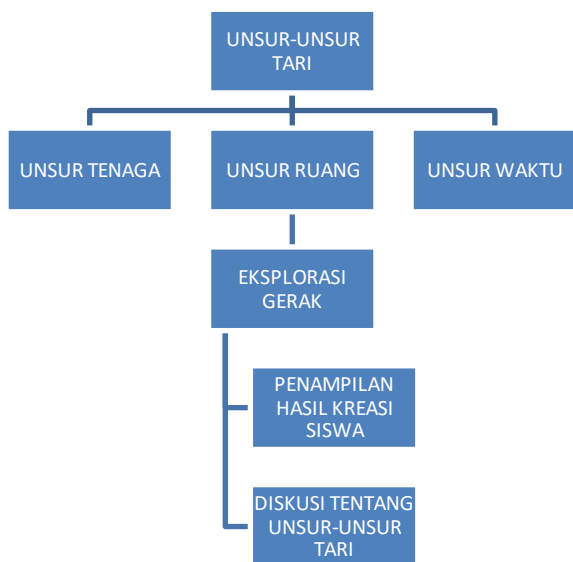 UNSUR-UNSUR
TARI
UNSUR TENAGA
UNSUR RUANG
UNSUR WAKTU
EKSPLORASI
GERAK
PENAMPILAN
HASIL KREASI
SISWA
DISKUSI TENTANG
UNSUR-UNSUR
TARI